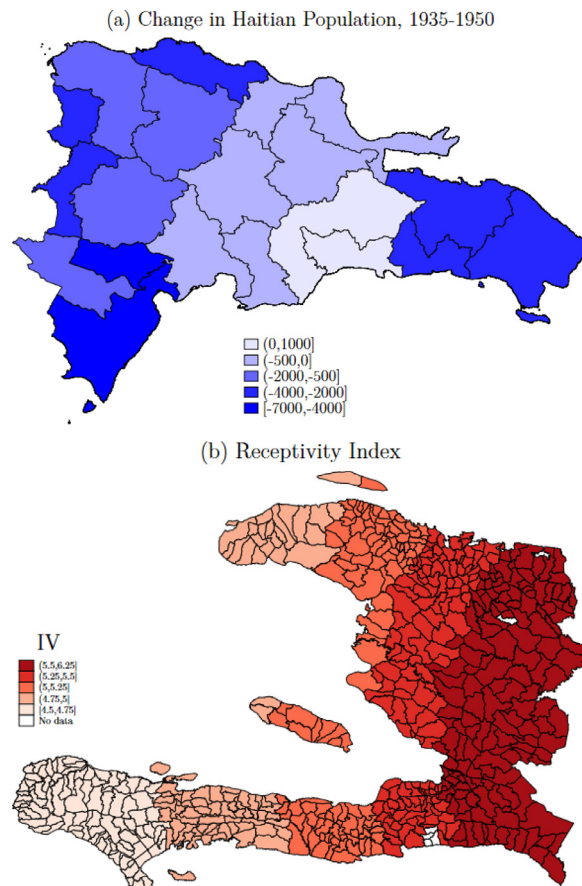 (a) Change in Haitian Population, 1935-1950
(0,1000]
(-500,0]
(-2000,-500]
(-4000,-2000]
[-7000,-4000]
(b) Receptivity Index
IV
(5.5,6.25]
(5.25,5.5]
(5,5.25]
(4.75,5]
[4.5,4.75]
No data